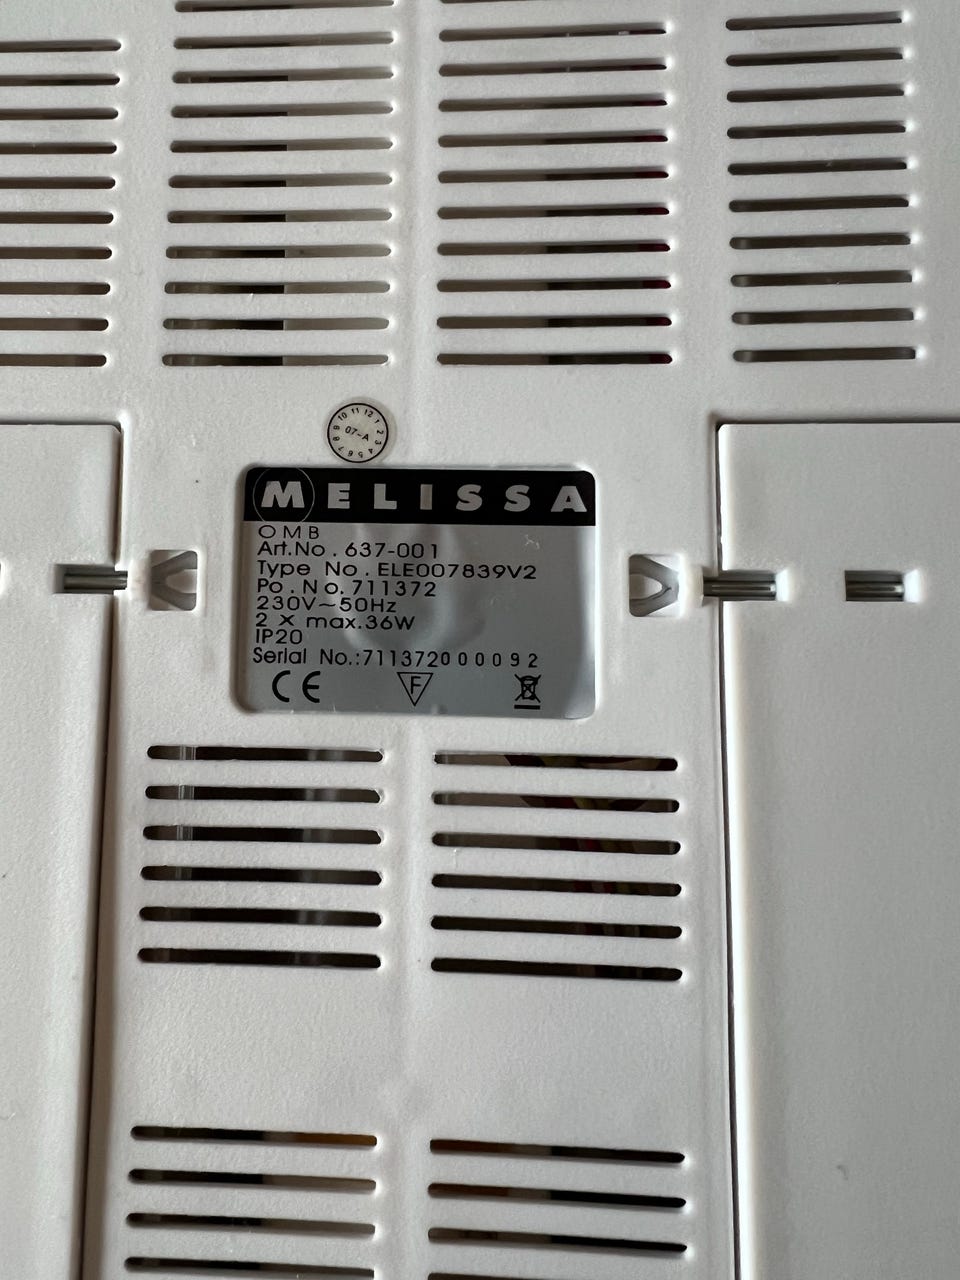 10 11 12 1 2 3 4 5 6 7 8 9
07-A
MELISSA
OMB
Art.No. 637-001
Type No. ELE007839V2
Po. No. 711372
230V~50Hz
2 X max.36W
IP20
Serial No.:711372000092
CE F